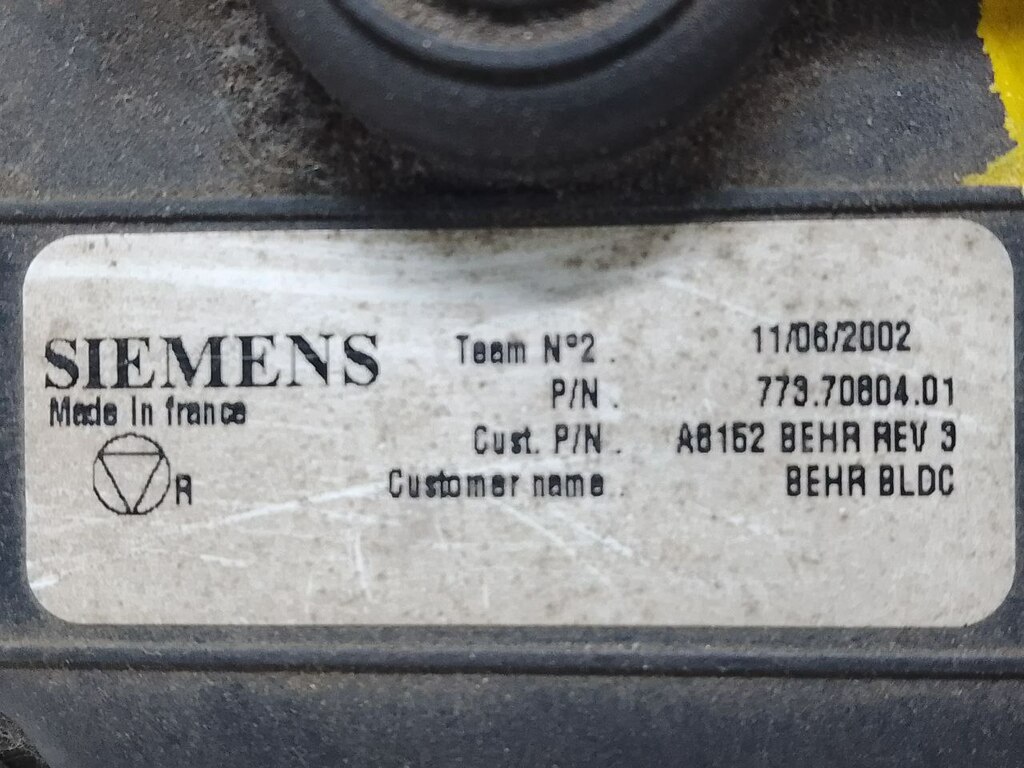 SIEMENS
Made In france
R
Team N°2 . 11/06/2002
P/N . 773.70804.01
Cust. P/N . A6152 BEHR REV 3
Customer name . BEHR BLDC